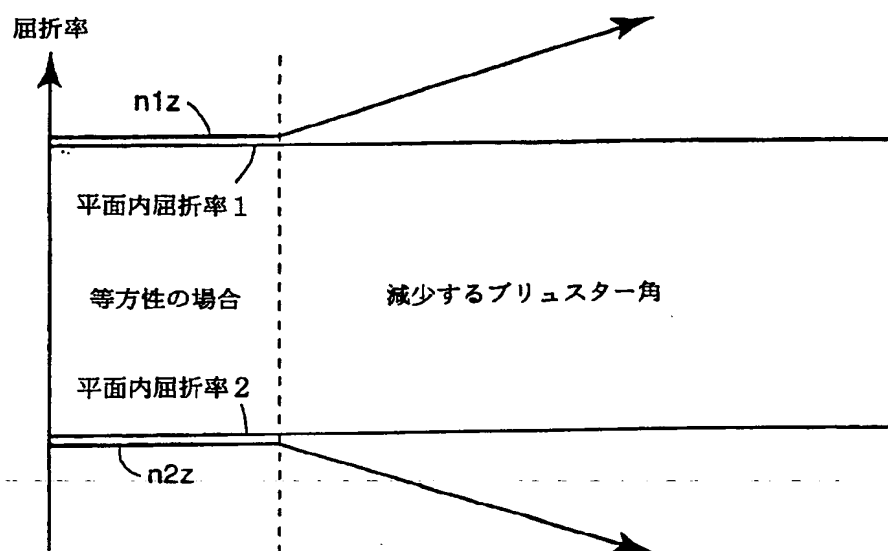 屈折率
n1z
平面内屈折率1
等方性の場合
減少するブリュスター角
平面内屈折率2
n2z